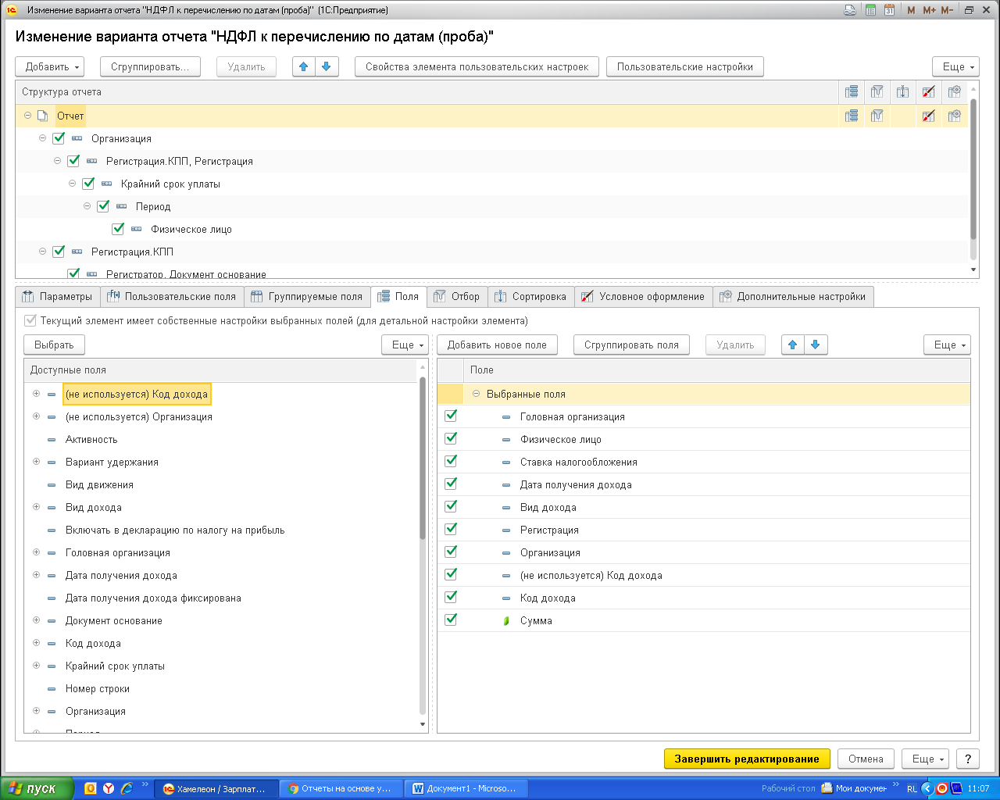 Изменение варианта отчета "НДФЛ к перечислению по датам (проба)" (1С:Предприятие)
M M+ M-
Изменение варианта отчета "НДФЛ к перечислению по датам (проба)"
Добавить Сгруппировать... Удалить Свойства элемента пользовательских настроек Пользовательские настройки Еще
Структура отчета
Отчет
Организация
Регистрация.КПП, Регистрация
Крайний срок уплаты
Период
Физическое лицо
Регистрация.КПП
Регистратор, Документ основание
Параметры Пользовательские поля Группируемые поля Поля Отбор Сортировка Условное оформление Дополнительные настройки
Текущий элемент имеет собственные настройки выбранных полей (для детальной настройки элемента)
Выбрать Еще Добавить новое поле Сгруппировать поля Удалить Еще
Доступные поля Поле
(не используется) Код дохода Выбранные поля
(не используется) Организация Головная организация
Активность Физическое лицо
Вариант удержания Ставка налогообложения
Вид движения Дата получения дохода
Вид дохода Вид дохода
Включать в декларацию по налогу на прибыль Регистрация
Головная организация Организация
Дата получения дохода (не используется) Код дохода
Дата получения дохода фиксирована Код дохода
Документ основание Сумма
Код дохода
Крайний срок уплаты
Номер строки
Организация
Период
Завершить редактирование Отмена Еще ?
пуск Хамелеон / Зарплат... Отчеты на основе у... Документ1 - Microso... Рабочий стол Мои докумен RL 11:07